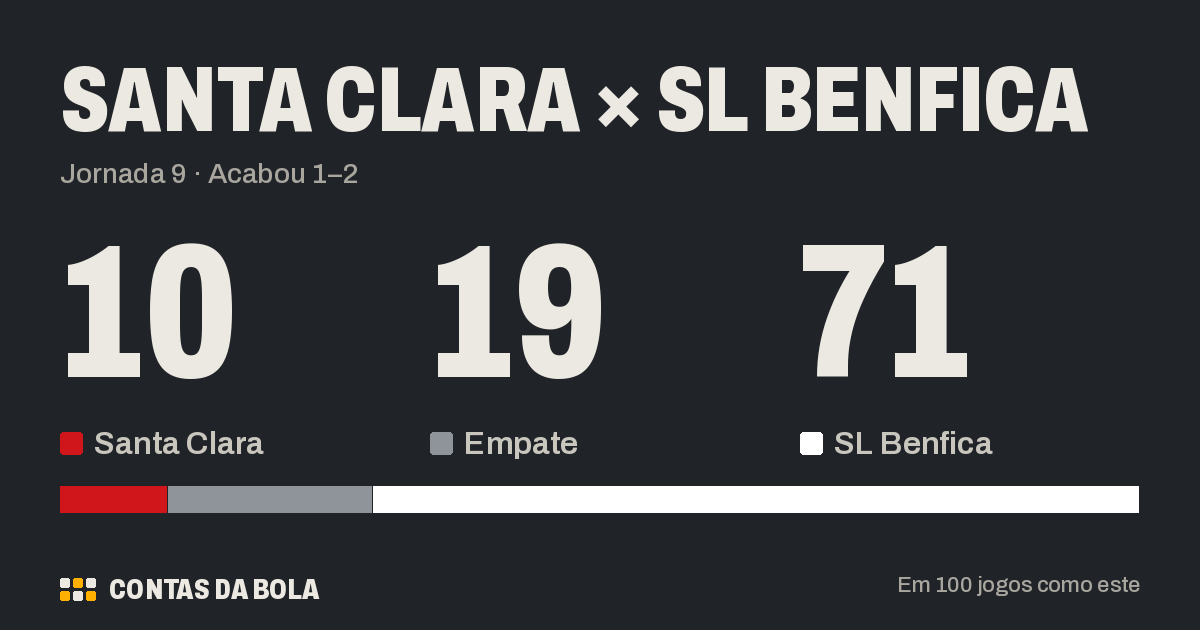 SANTA CLARA × SL BENFICA
Jornada 9 · Acabou 1–2
10 19 71
Santa Clara Empate SL Benfica
CONTAS DA BOLA Em 100 jogos como este